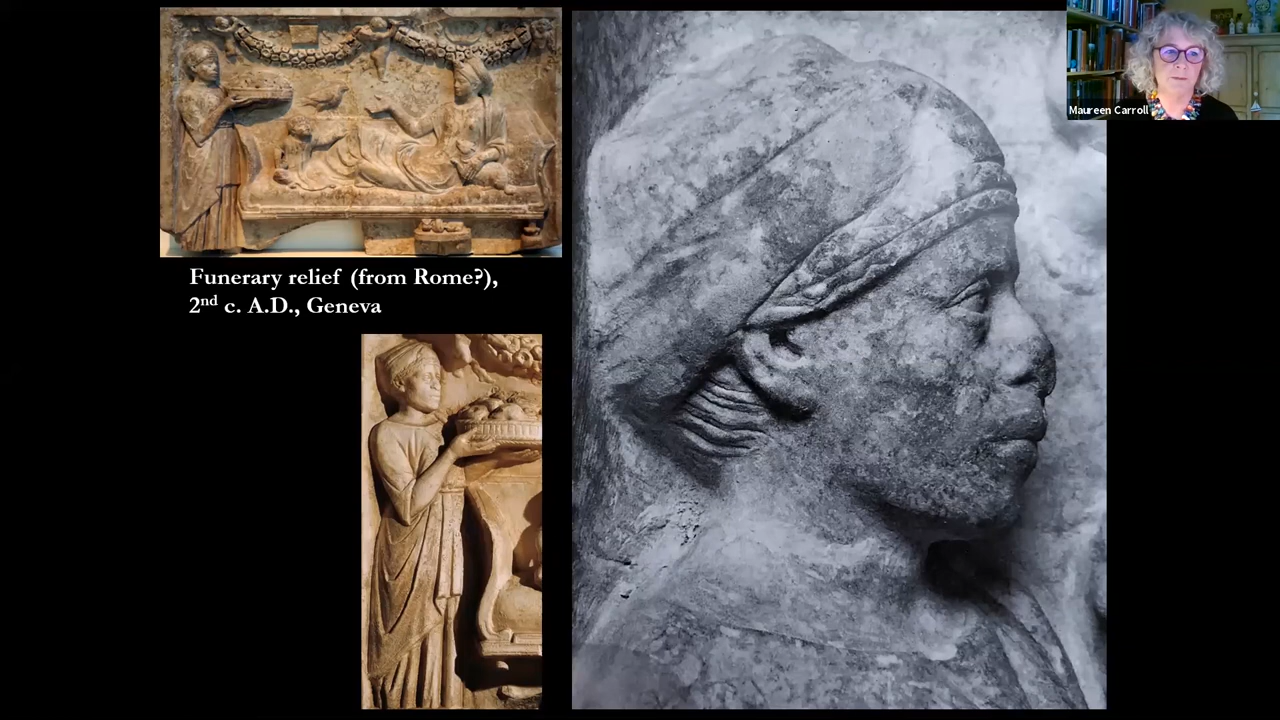 Maureen Carroll
Funerary relief (from Rome?),
2nd c. A.D., Geneva